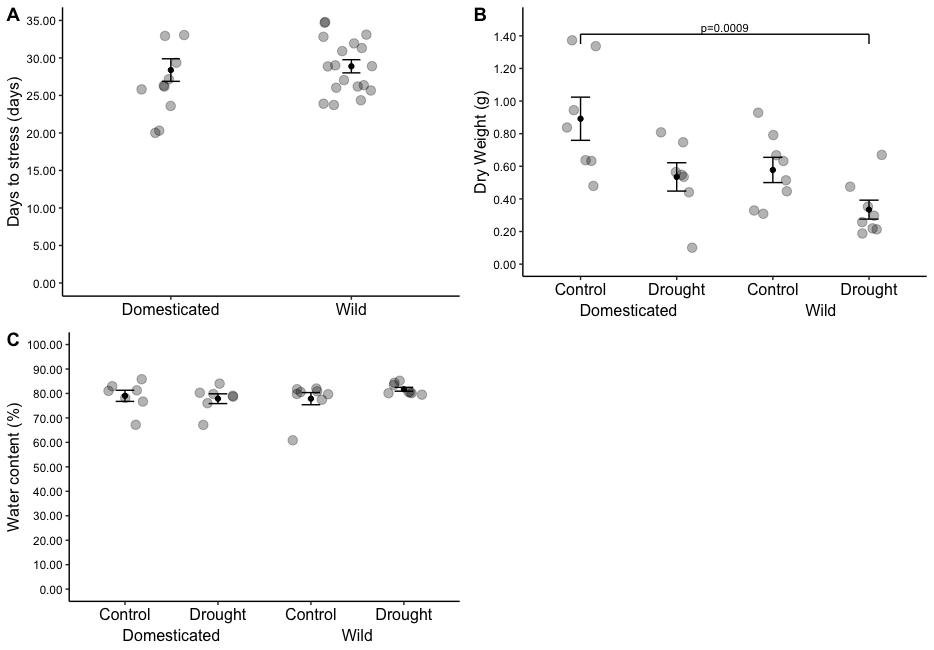 A
Days to stress (days)
35.00
30.00
25.00
20.00
15.00
10.00
5.00
0.00
Domesticated Wild
B
Dry Weight (g)
p=0.0009
1.40
1.00
0.80
0.60
0.40
0.20
0.00
Control Drought Control Drought
Domesticated Wild
C
Water content (%)
100.00
90.00
80.00
70.00
60.00
50.00
40.00
30.00
20.00
10.00
0.00
Control Drought Control Drought
Domesticated Wild